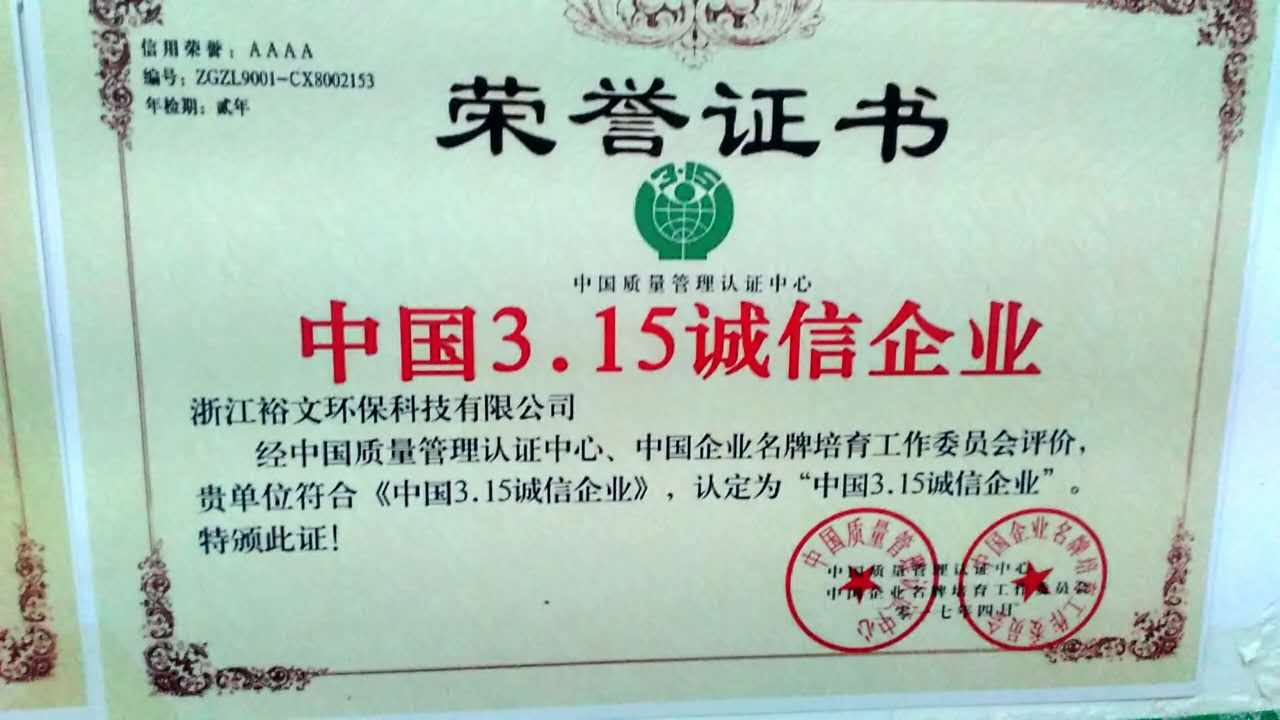 信用荣誉：AAAA
编号：ZGZL9001-CX8002153
年检期：贰年
荣誉证书
3·15
中国质量管理认证中心
中国3.15诚信企业
浙江裕文环保科技有限公司
经中国质量管理认证中心、中国企业名牌培育工作委员会评价，
贵单位符合《中国3.15诚信企业》，认定为“中国3.15诚信企业”。
特颁此证！
中国质量管理认证中心
中国企业名牌培育工作委员会
中国质量管理认证中心
中国企业名牌培育工作委员会
零一七年四月